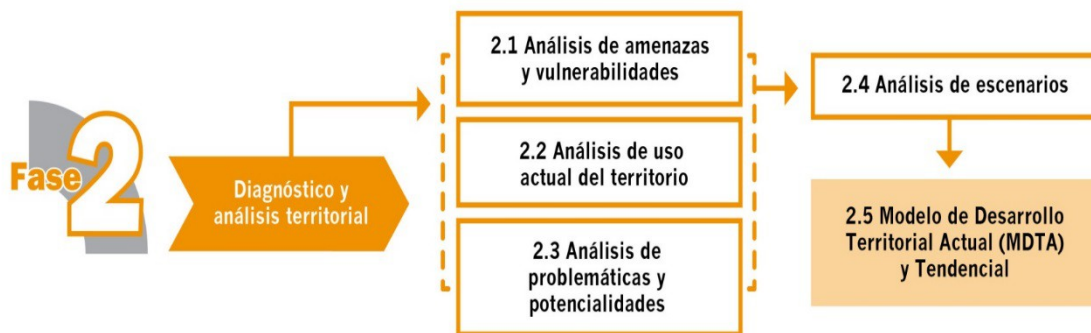 Fase 2
Diagnóstico y
análisis territorial
2.1 Análisis de amenazas
y vulnerabilidades
2.2 Análisis de uso
actual del territorio
2.3 Análisis de
problemáticas y
potencialidades
2.4 Análisis de escenarios
2.5 Modelo de Desarrollo
Territorial Actual (MDTA)
y Tendencial